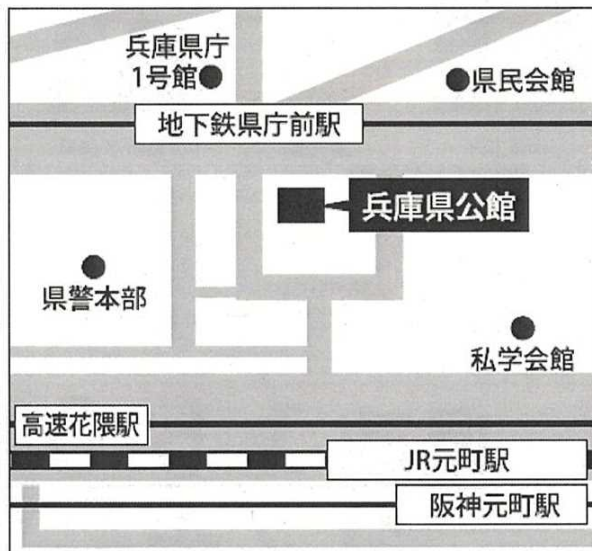 兵庫県庁
1号館
県民会館
地下鉄県庁前駅
兵庫県公館
県警本部
私学会館
高速花隈駅
JR元町駅
阪神元町駅